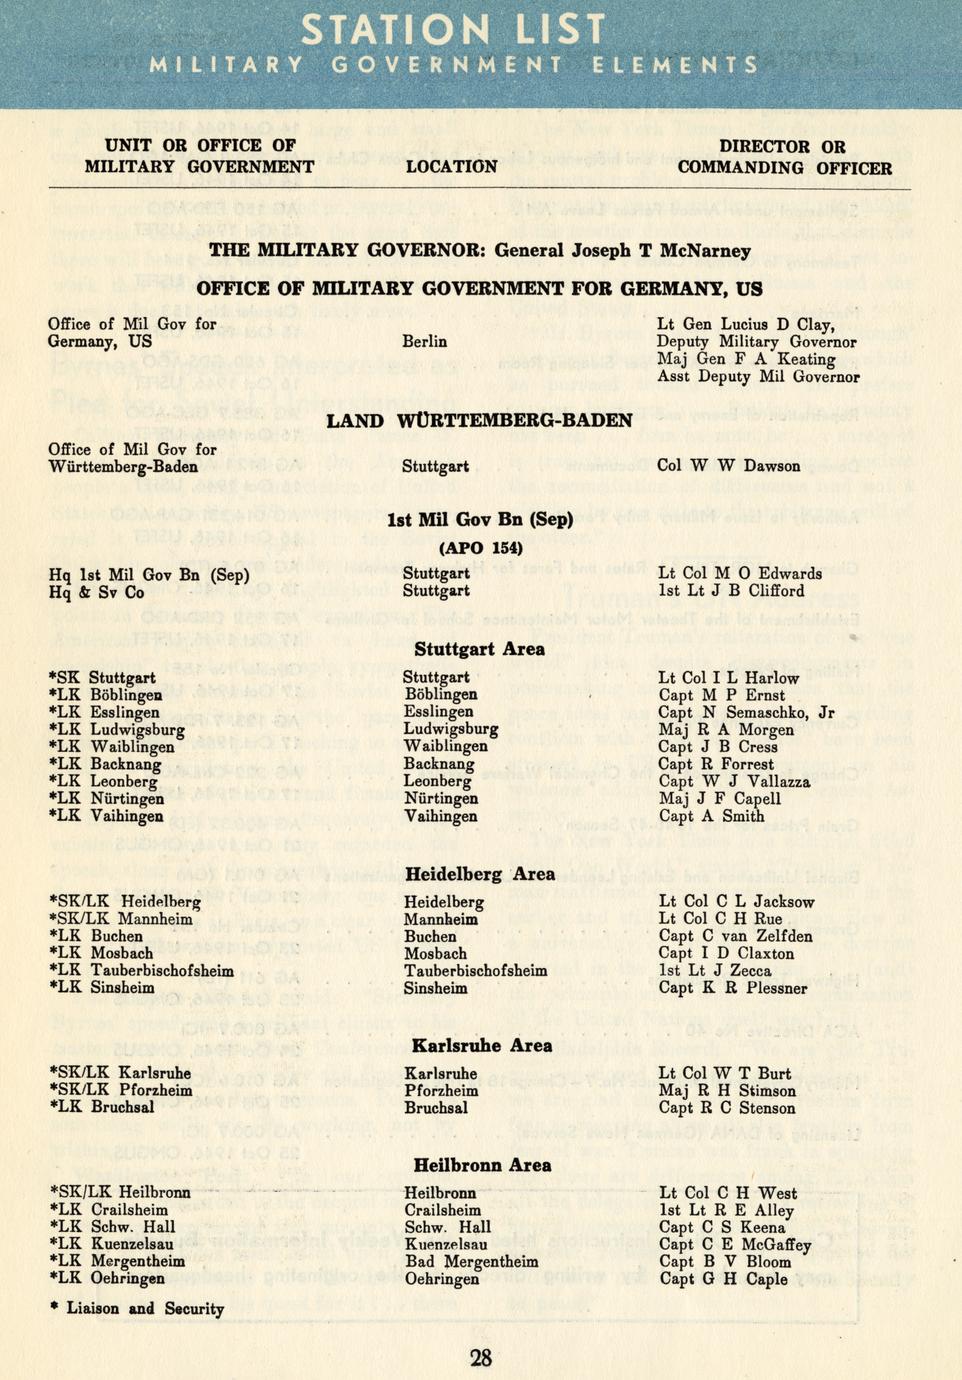 STATION LIST
MILITARY GOVERNMENT ELEMENTS
UNIT OR OFFICE OF MILITARY GOVERNMENT LOCATION DIRECTOR OR COMMANDING OFFICER
THE MILITARY GOVERNOR: General Joseph T McNarney
OFFICE OF MILITARY GOVERNMENT FOR GERMANY, US
Office of Mil Gov for Lt Gen Lucius D Clay,
Germany, US Berlin Deputy Military Governor
Maj Gen F A Keating
Asst Deputy Mil Governor
LAND WÜRTTEMBERG-BADEN
Office of Mil Gov for
Württemberg-Baden Stuttgart Col W W Dawson
1st Mil Gov Bn (Sep)
(APO 154)
Hq 1st Mil Gov Bn (Sep) Stuttgart Lt Col M O Edwards
Hq & Sv Co Stuttgart 1st Lt J B Clifford
Stuttgart Area
*SK Stuttgart Stuttgart Lt Col I L Harlow
*LK Böblingen Böblingen Capt M P Ernst
*LK Esslingen Esslingen Capt N Semaschko, Jr
*LK Ludwigsburg Ludwigsburg Maj R A Morgen
*LK Waiblingen Waiblingen Capt J B Cress
*LK Backnang Backnang Capt R Forrest
*LK Leonberg Leonberg Capt W J Vallazza
*LK Nürtingen Nürtingen Maj J F Capell
*LK Vaihingen Vaihingen Capt A Smith
Heidelberg Area
*SK/LK Heidelberg Heidelberg Lt Col C L Jacksow
*SK/LK Mannheim Mannheim Lt Col C H Rue
*LK Buchen Buchen Capt C van Zelfden
*LK Mosbach Mosbach Capt I D Claxton
*LK Tauberbischofsheim Tauberbischofsheim 1st Lt J Zecca
*LK Sinsheim Sinsheim Capt K R Plessner
Karlsruhe Area
*SK/LK Karlsruhe Karlsruhe Lt Col W T Burt
*SK/LK Pforzheim Pforzheim Maj R H Stimson
*LK Bruchsal Bruchsal Capt R C Stenson
Heilbronn Area
*SK/LK Heilbronn Heilbronn Lt Col C H West
*LK Crailsheim Crailsheim 1st Lt R E Alley
*LK Schw. Hall Schw. Hall Capt C S Keena
*LK Kuenzelsau Kuenzelsau Capt C E McGaffey
*LK Mergentheim Bad Mergentheim Capt B V Bloom
*LK Oehringen Oehringen Capt G H Caple
* Liaison and Security
28